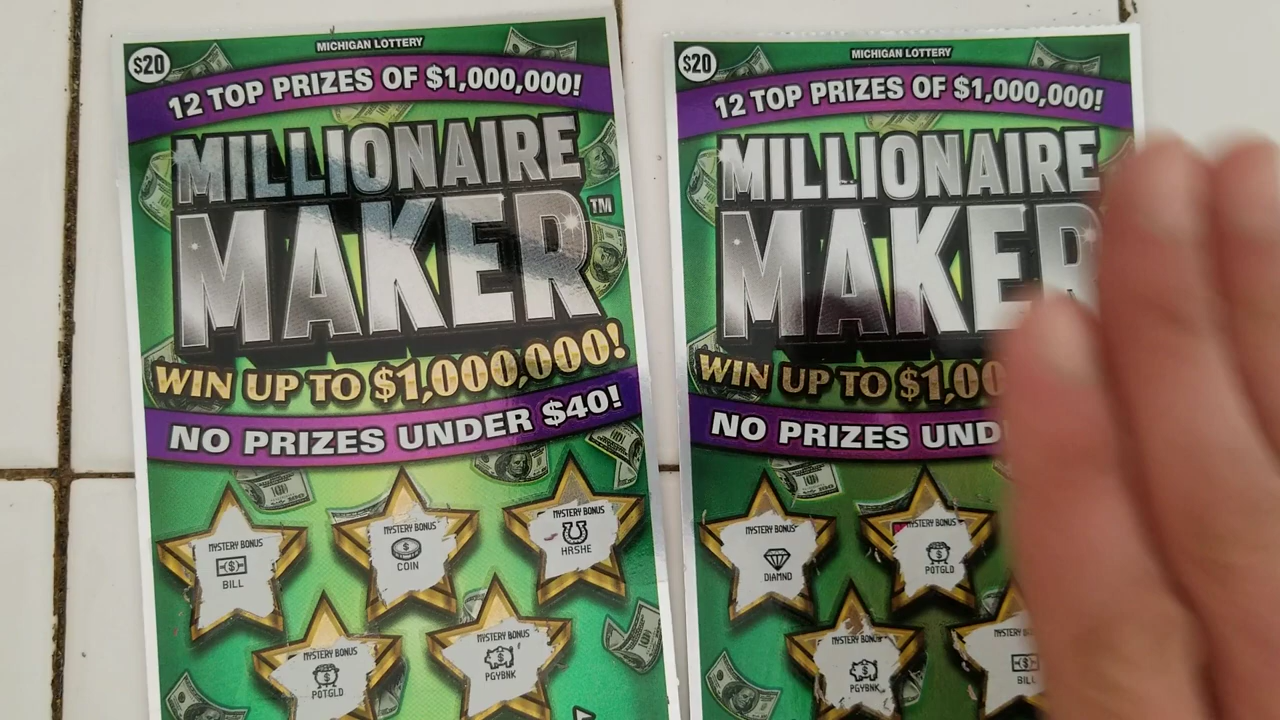 $20
MICHIGAN LOTTERY
12 TOP PRIZES OF $1,000,000!
MILLIONAIRE
MAKER™
WIN UP TO $1,000,000!
NO PRIZES UNDER $40!
MYSTERY BONUS
BILL
MYSTERY BONUS
COIN
MYSTERY BONUS
HRSHE
MYSTERY BONUS
POTGLD
MYSTERY BONUS
PGYBNK
$20
MICHIGAN LOTTERY
12 TOP PRIZES OF $1,000,000!
MILLIONAIRE
MAKER
WIN UP TO $1,00
NO PRIZES UND
MYSTERY BONUS
DIAMND
MYSTERY BONUS
POTGLD
MYSTERY BONUS
PGYBNK
MYSTERY
BILL